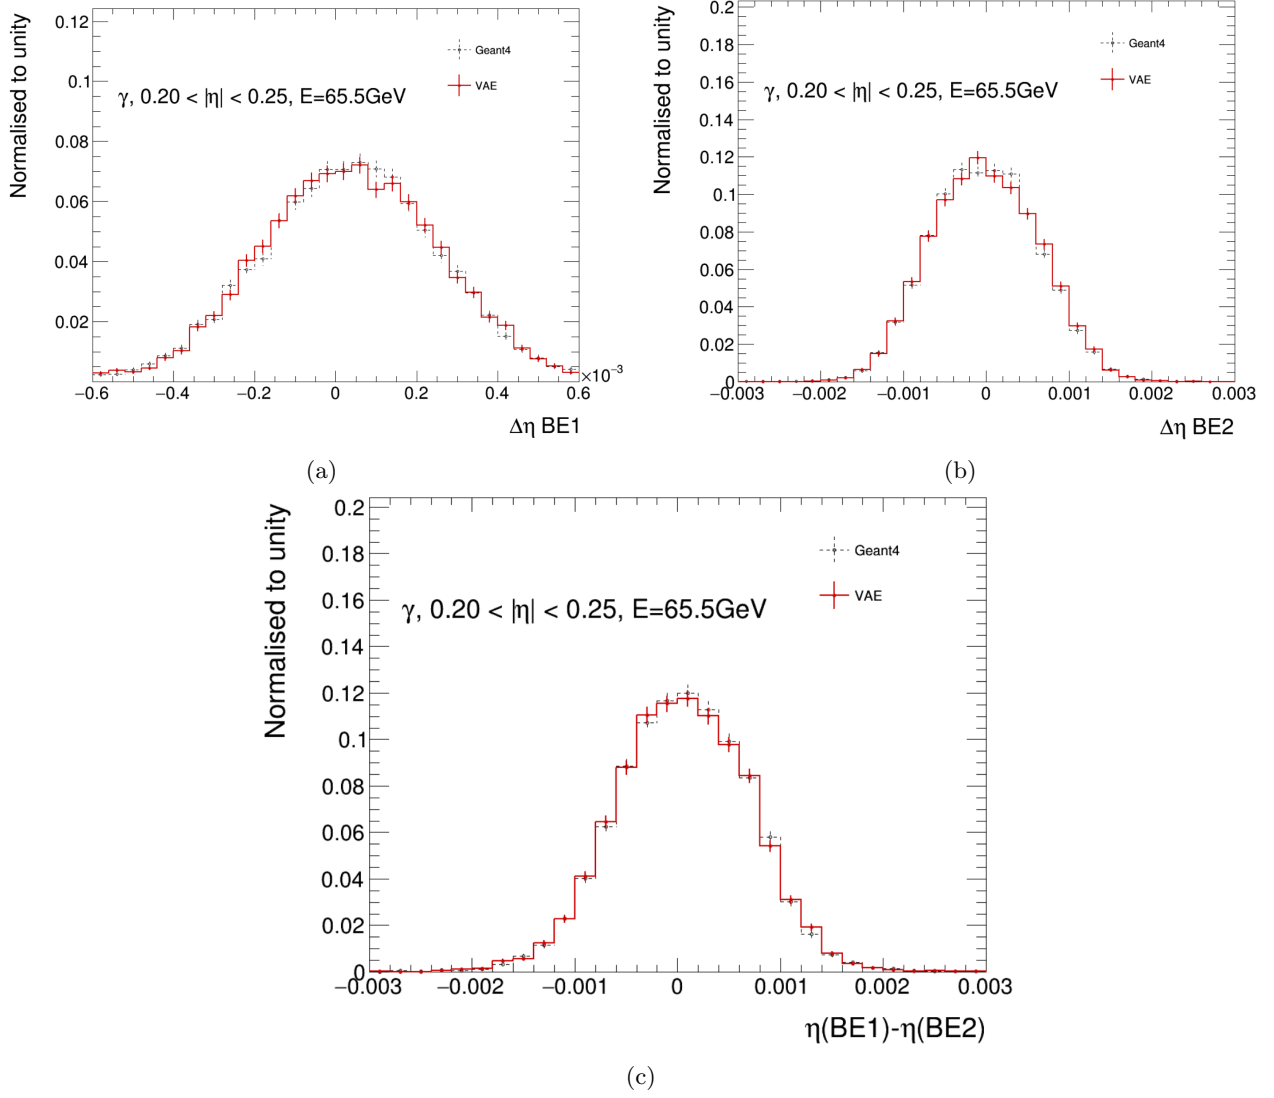 Normalised to unity
0.12
0.1
0.08
0.06
0.04
0.02
Geant4
VAE
γ, 0.20 < |η| < 0.25, E=65.5GeV
−0.6 −0.4 −0.2 0 0.2 0.4 0.6
×10⁻³
Δη BE1
(a)
Normalised to unity
0.2
0.18
0.16
0.14
0.12
0.1
0.08
0.06
0.04
0.02
0
Geant4
VAE
γ, 0.20 < |η| < 0.25, E=65.5GeV
−0.003 −0.002 −0.001 0 0.001 0.002 0.003
Δη BE2
(b)
Normalised to unity
0.2
0.18
0.16
0.14
0.12
0.1
0.08
0.06
0.04
0.02
0
Geant4
VAE
γ, 0.20 < |η| < 0.25, E=65.5GeV
−0.003 −0.002 −0.001 0 0.001 0.002 0.003
η(BE1)-η(BE2)
(c)